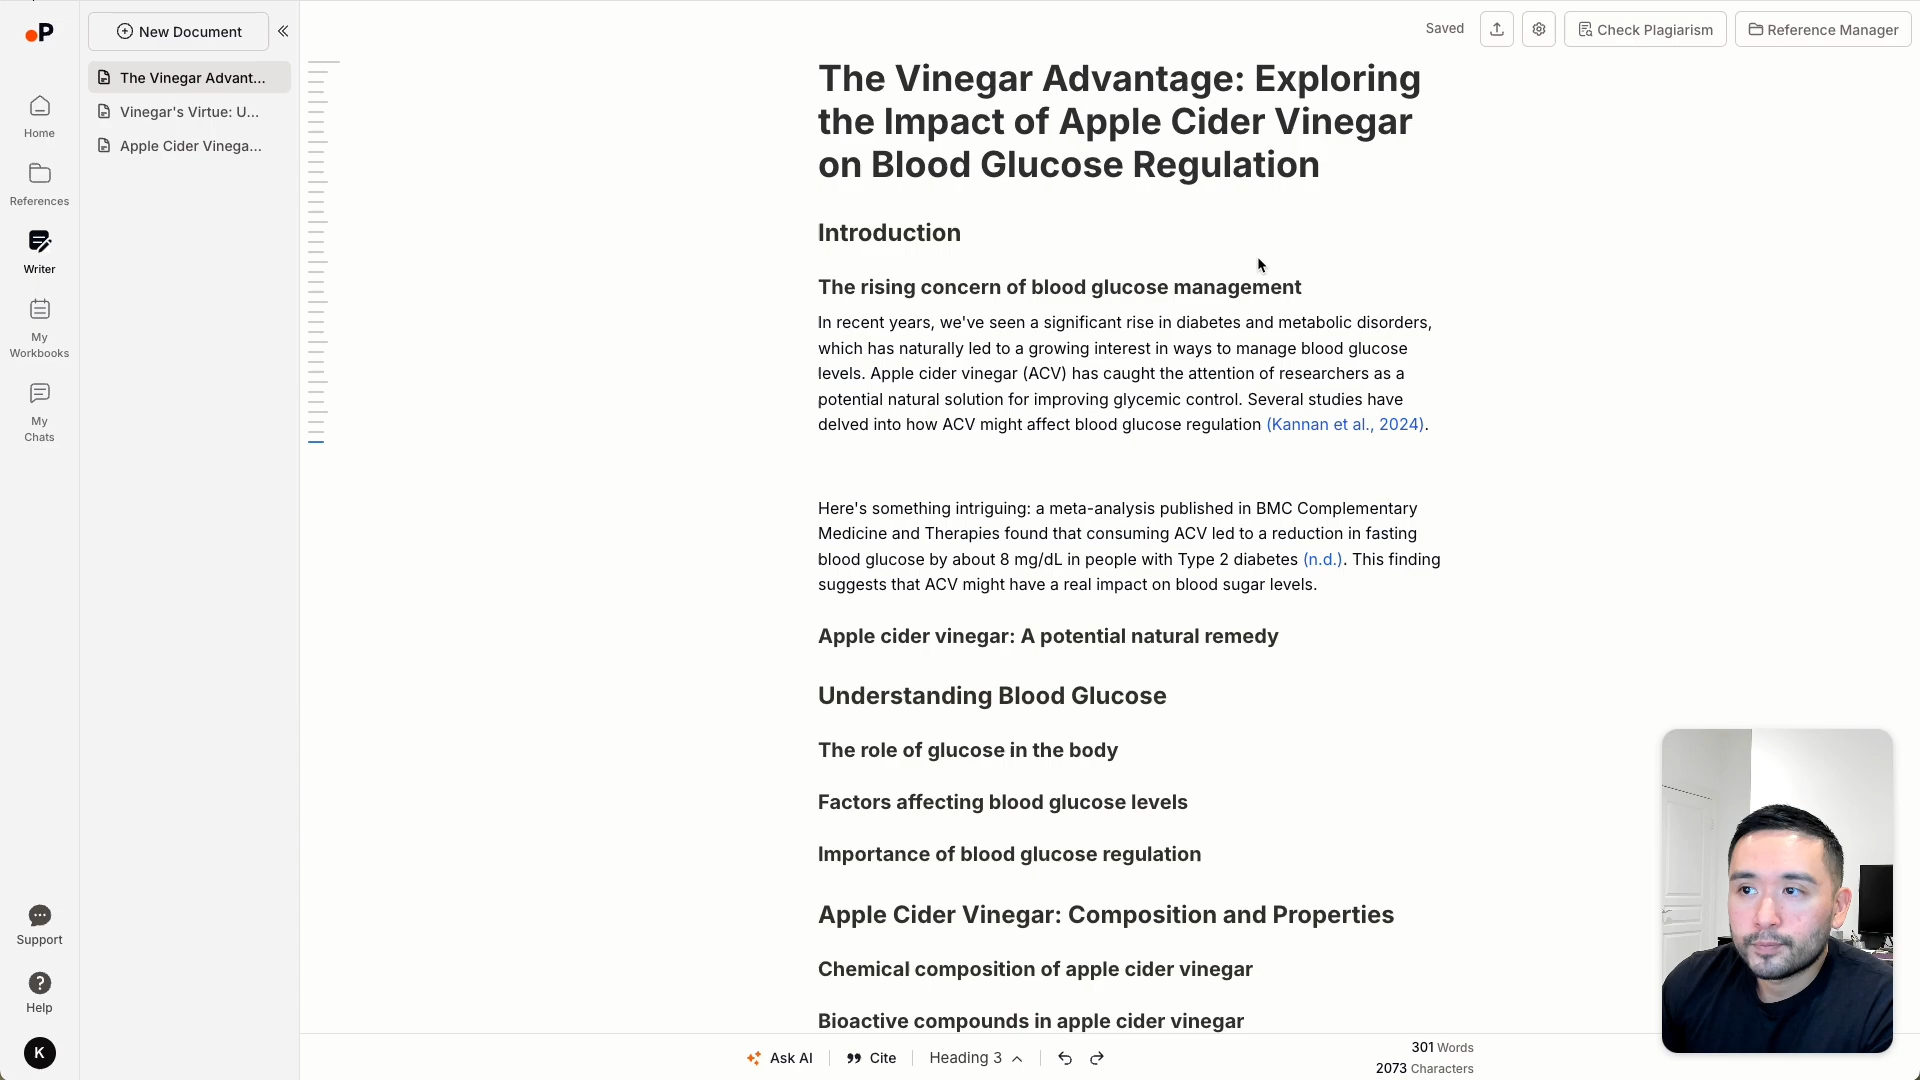 P
New Document
The Vinegar Advant...
Vinegar's Virtue: U...
Apple Cider Vinega...
Home
References
Writer
My
Workbooks
My
Chats
Support
Help
K
Saved
Check Plagiarism
Reference Manager
The Vinegar Advantage: Exploring
the Impact of Apple Cider Vinegar
on Blood Glucose Regulation
Introduction
The rising concern of blood glucose management
In recent years, we've seen a significant rise in diabetes and metabolic disorders,
which has naturally led to a growing interest in ways to manage blood glucose
levels. Apple cider vinegar (ACV) has caught the attention of researchers as a
potential natural solution for improving glycemic control. Several studies have
delved into how ACV might affect blood glucose regulation (Kannan et al., 2024).
Here's something intriguing: a meta-analysis published in BMC Complementary
Medicine and Therapies found that consuming ACV led to a reduction in fasting
blood glucose by about 8 mg/dL in people with Type 2 diabetes (n.d.). This finding
suggests that ACV might have a real impact on blood sugar levels.
Apple cider vinegar: A potential natural remedy
Understanding Blood Glucose
The role of glucose in the body
Factors affecting blood glucose levels
Importance of blood glucose regulation
Apple Cider Vinegar: Composition and Properties
Chemical composition of apple cider vinegar
Bioactive compounds in apple cider vinegar
Ask AI
Cite
Heading 3
301 Words
2073 Characters